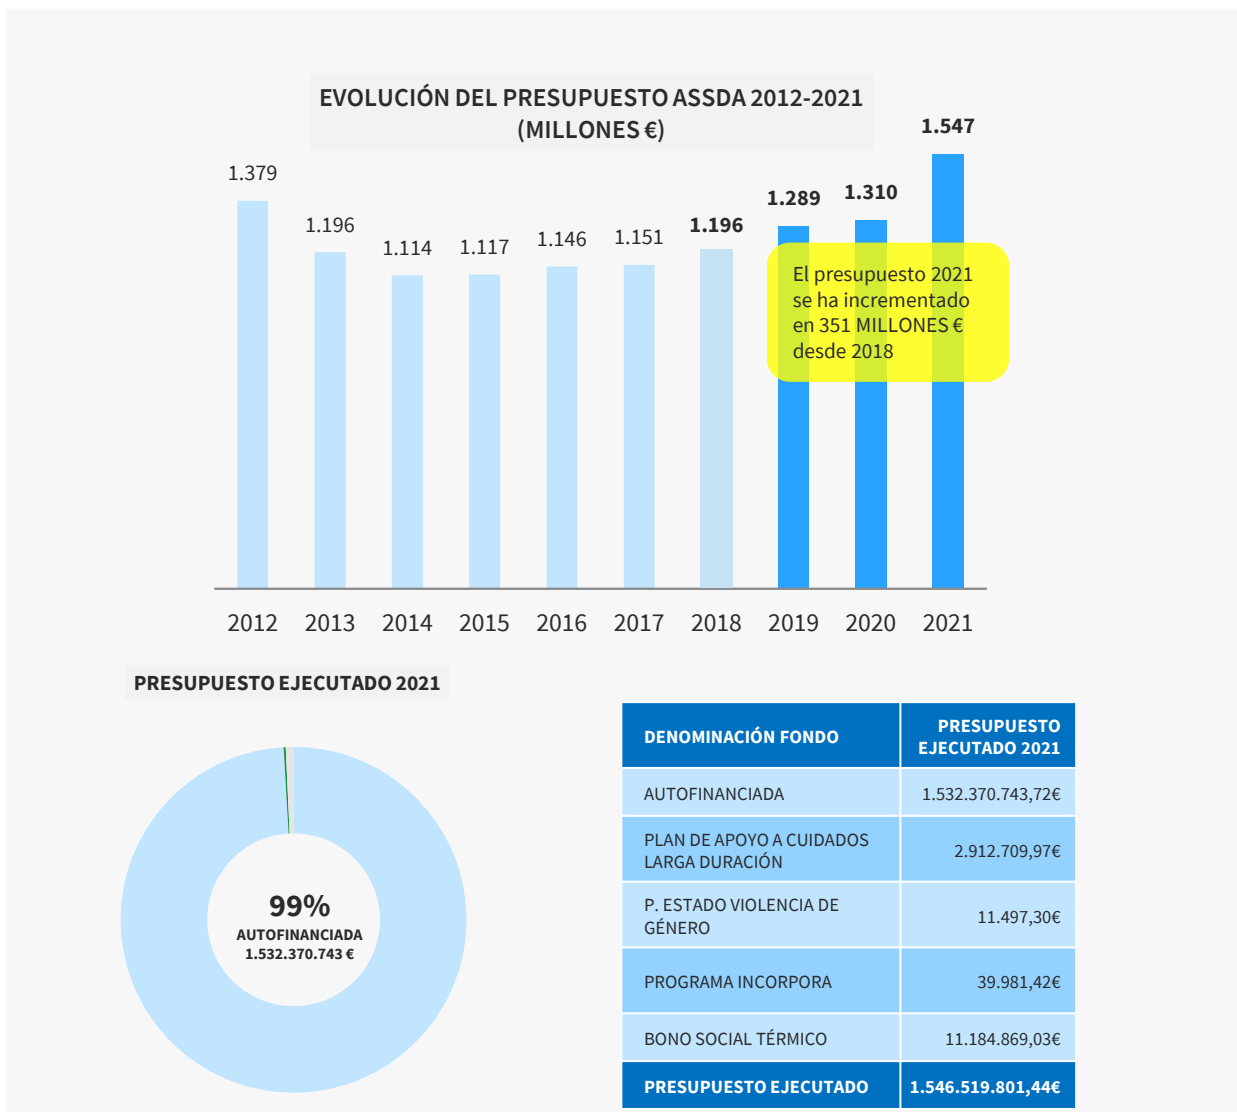 EVOLUCIÓN DEL PRESUPUESTO ASSDA 2012-2021
(MILLONES €)
1.379
1.196
1.114
1.117
1.146
1.151
1.196
1.289
1.310
1.547
El presupuesto 2021
se ha incrementado
en 351 MILLONES €
desde 2018
2012 2013 2014 2015 2016 2017 2018 2019 2020 2021
PRESUPUESTO EJECUTADO 2021
99%
AUTOFINANCIADA
1.532.370.743 €
DENOMINACIÓN FONDO
PRESUPUESTO
EJECUTADO 2021
AUTOFINANCIADA 1.532.370.743,72€
PLAN DE APOYO A CUIDADOS
LARGA DURACIÓN
2.912.709,97€
P. ESTADO VIOLENCIA DE
GÉNERO
11.497,30€
PROGRAMA INCORPORA 39.981,42€
BONO SOCIAL TÉRMICO 11.184.869,03€
PRESUPUESTO EJECUTADO 1.546.519.801,44€